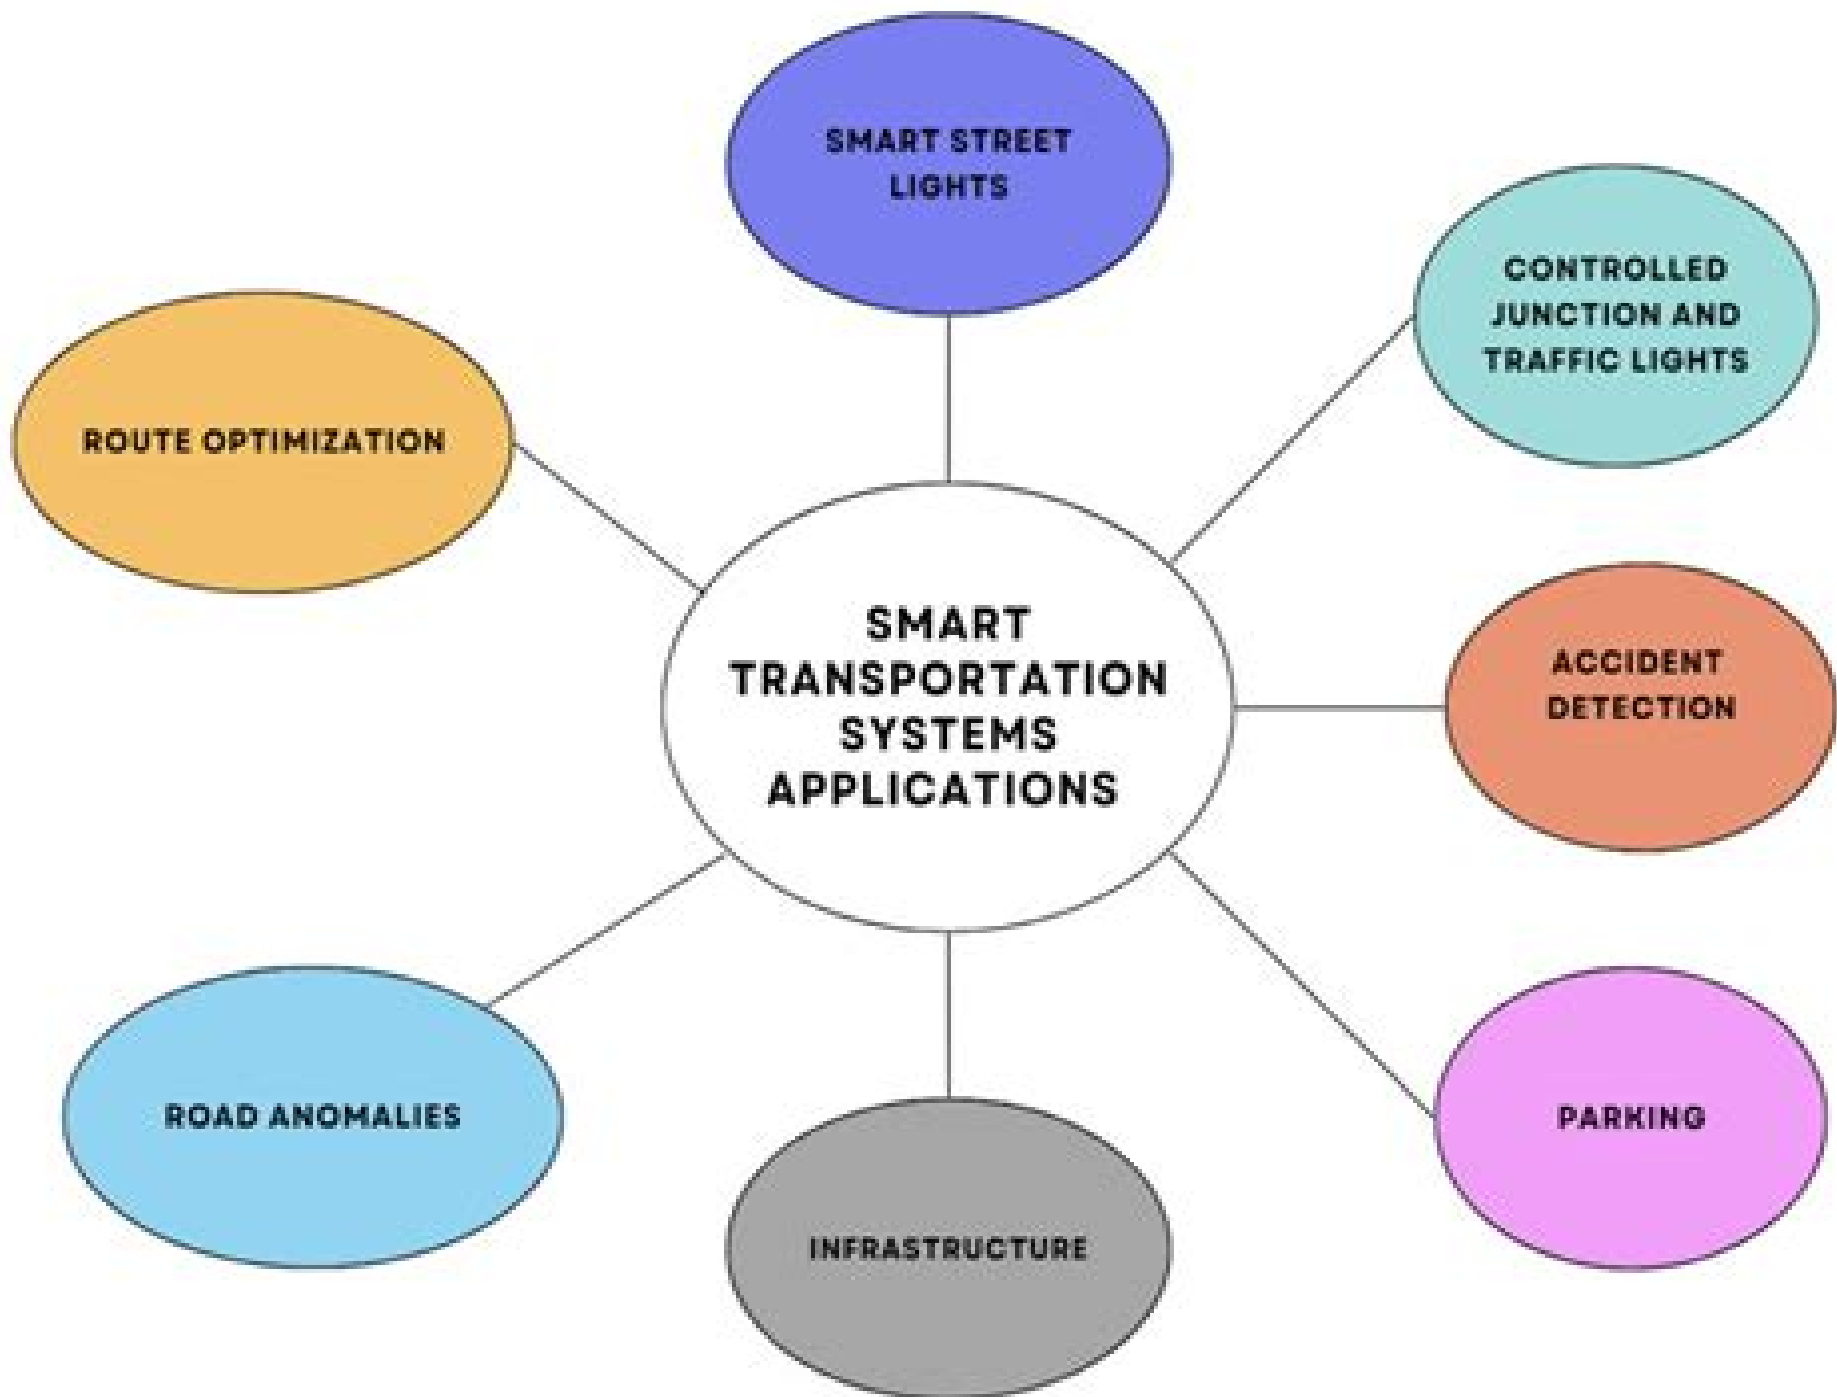 SMART STREET
LIGHTS
CONTROLLED
JUNCTION AND
TRAFFIC LIGHTS
ROUTE OPTIMIZATION
SMART
TRANSPORTATION
SYSTEMS
APPLICATIONS
ACCIDENT
DETECTION
ROAD ANOMALIES
PARKING
INFRASTRUCTURE